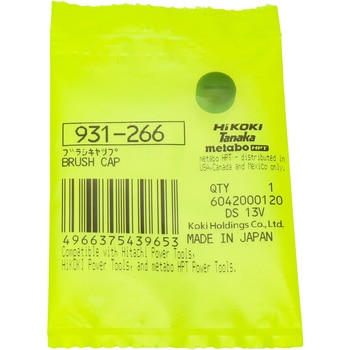 931-266
ブラシキヤツプ
BRUSH CAP
HiKOKI
Tanaka
metabo HPT
metabo HPT - distributed in
USA-Canada and Mexico only.
QTY 1
6042000120
DS 13V
Koki Holdings Co., Ltd.
MADE IN JAPAN
4966375439653
Compatible with Hitachi Power Tools,
HiKOKI Power Tools, and metabo HPT Power Tools.